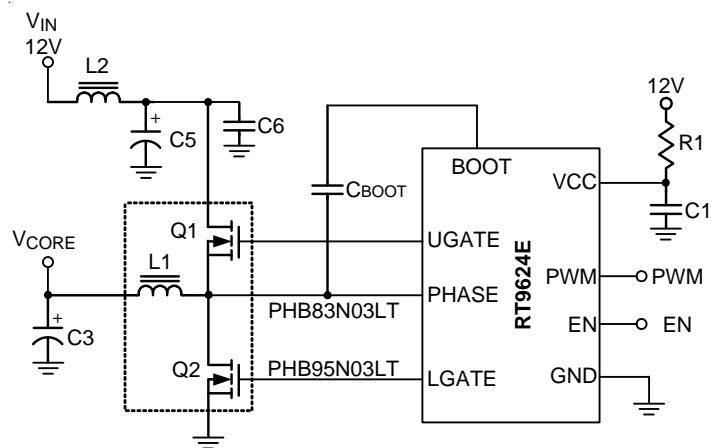 VIN
12V
L2
C5
C6
12V
R1
CBOOT
BOOT
VCC
C1
Q1
UGATE
VCORE
L1
RT9624E
PWM
PWM
PHASE
PHB83N03LT
EN
EN
C3
Q2
PHB95N03LT
LGATE
GND